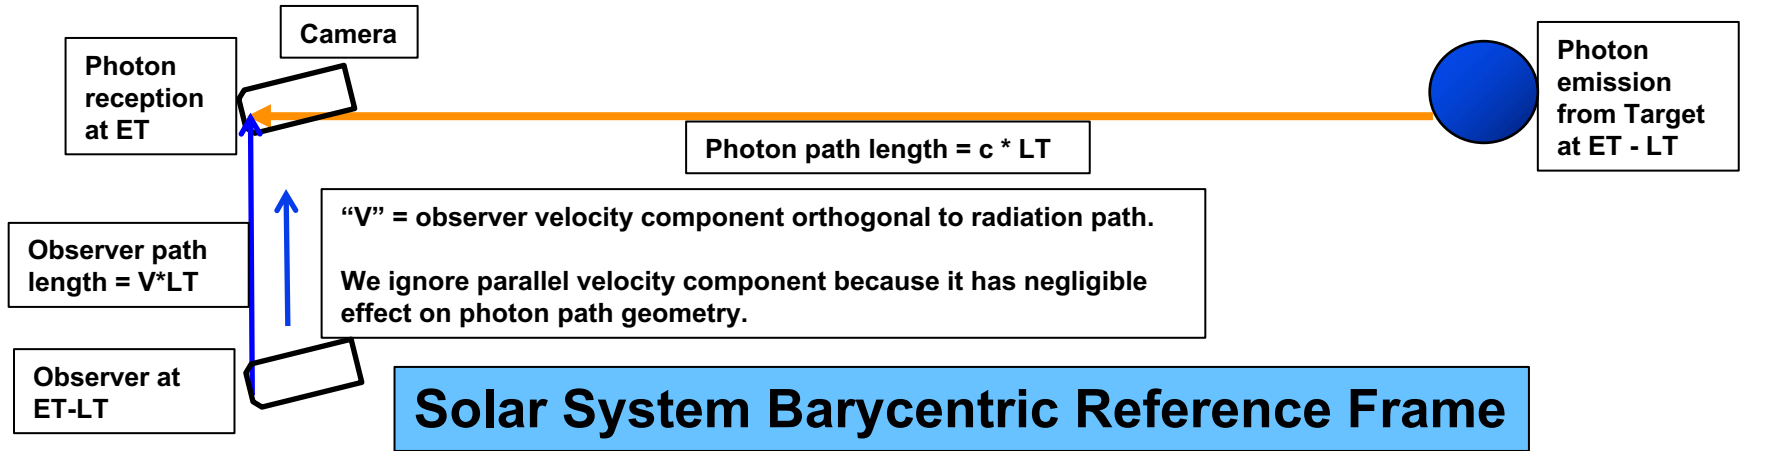 Camera
Photon
reception
at ET
Photon
emission
from Target
at ET - LT
Photon path length = c * LT
“V” = observer velocity component orthogonal to radiation path.
We ignore parallel velocity component because it has negligible
effect on photon path geometry.
Observer path
length = V*LT
Observer at
ET-LT
Solar System Barycentric Reference Frame